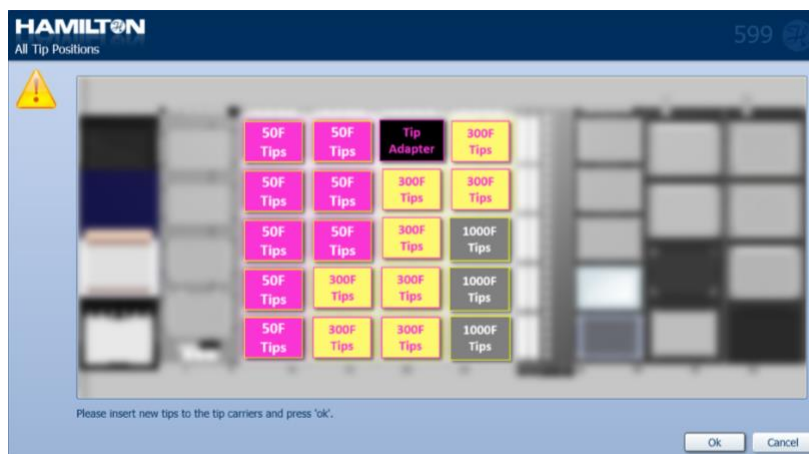 HAMILTON
All Tip Positions
599
50F
Tips
50F
Tips
Tip
Adapter
300F
Tips
50F
Tips
50F
Tips
300F
Tips
300F
Tips
50F
Tips
50F
Tips
300F
Tips
1000F
Tips
50F
Tips
300F
Tips
300F
Tips
1000F
Tips
50F
Tips
300F
Tips
300F
Tips
1000F
Tips
Please insert new tips to the tip carriers and press 'ok'.
Ok
Cancel